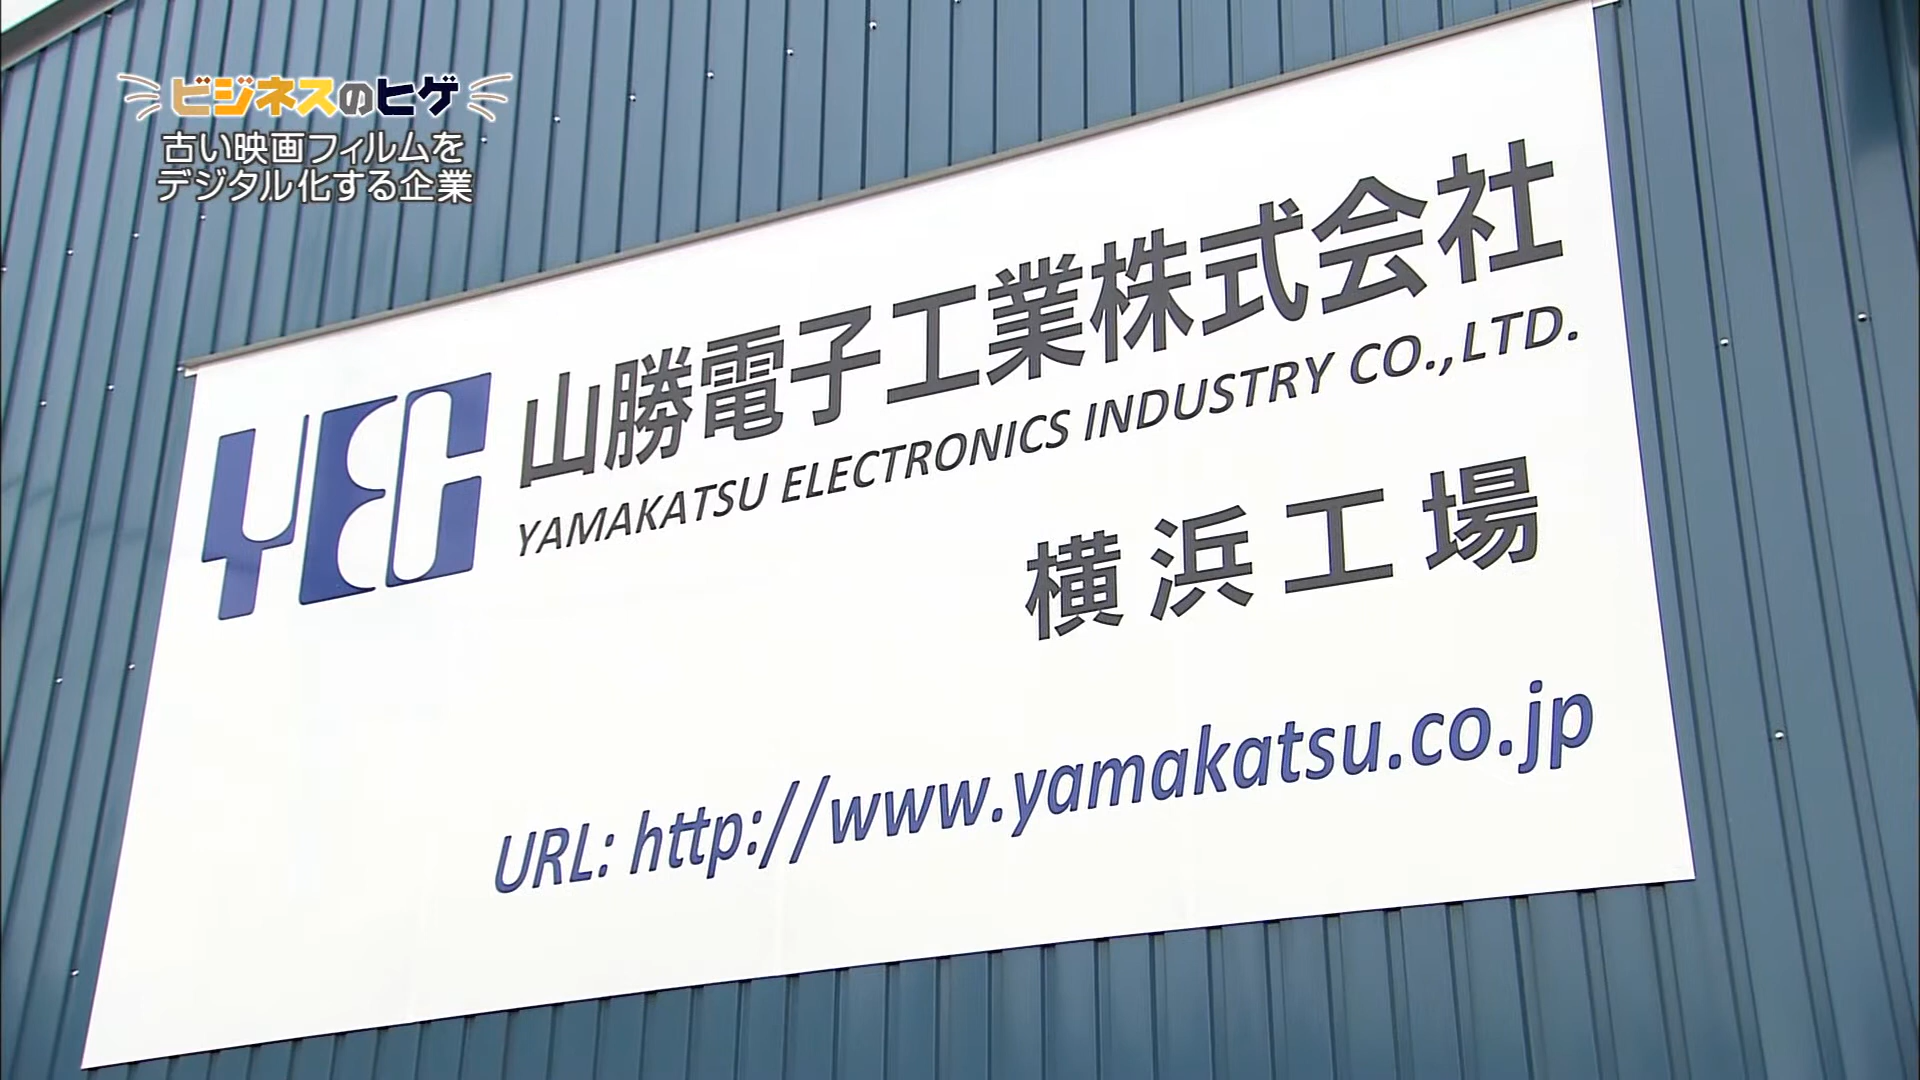 ビジネスのヒゲ
古い映画フィルムを
デジタル化する企業
YEC
山勝電子工業株式会社
YAMAKATSU ELECTRONICS INDUSTRY CO.,LTD.
横浜工場
URL: http://www.yamakatsu.co.jp